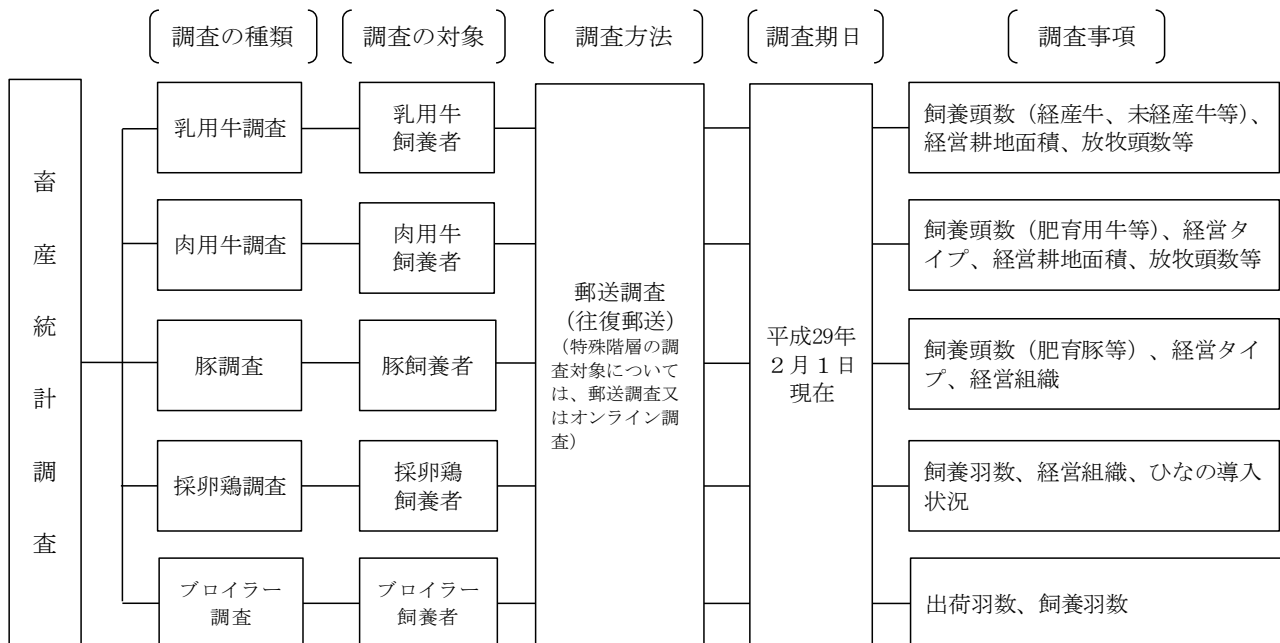 調査の種類
調査の対象
調査方法
調査期日
調査事項
畜産統計調査
乳用牛調査
乳用牛
飼養者
飼養頭数（経産牛、未経産牛等）、
経営耕地面積、放牧頭数等
肉用牛調査
肉用牛
飼養者
飼養頭数（肥育用牛等）、経営タ
イプ、経営耕地面積、放牧頭数等
豚調査
豚飼養者
郵送調査
（往復郵送）
（特殊階層の調
査対象について
は、郵送調査又
はオンライン調
査）
平成29年
２月１日
現在
飼養頭数（肥育豚等）、経営タイ
プ、経営組織
採卵鶏調査
採卵鶏
飼養者
飼養羽数、経営組織、ひなの導入
状況
ブロイラー
調査
ブロイラー
飼養者
出荷羽数、飼養羽数